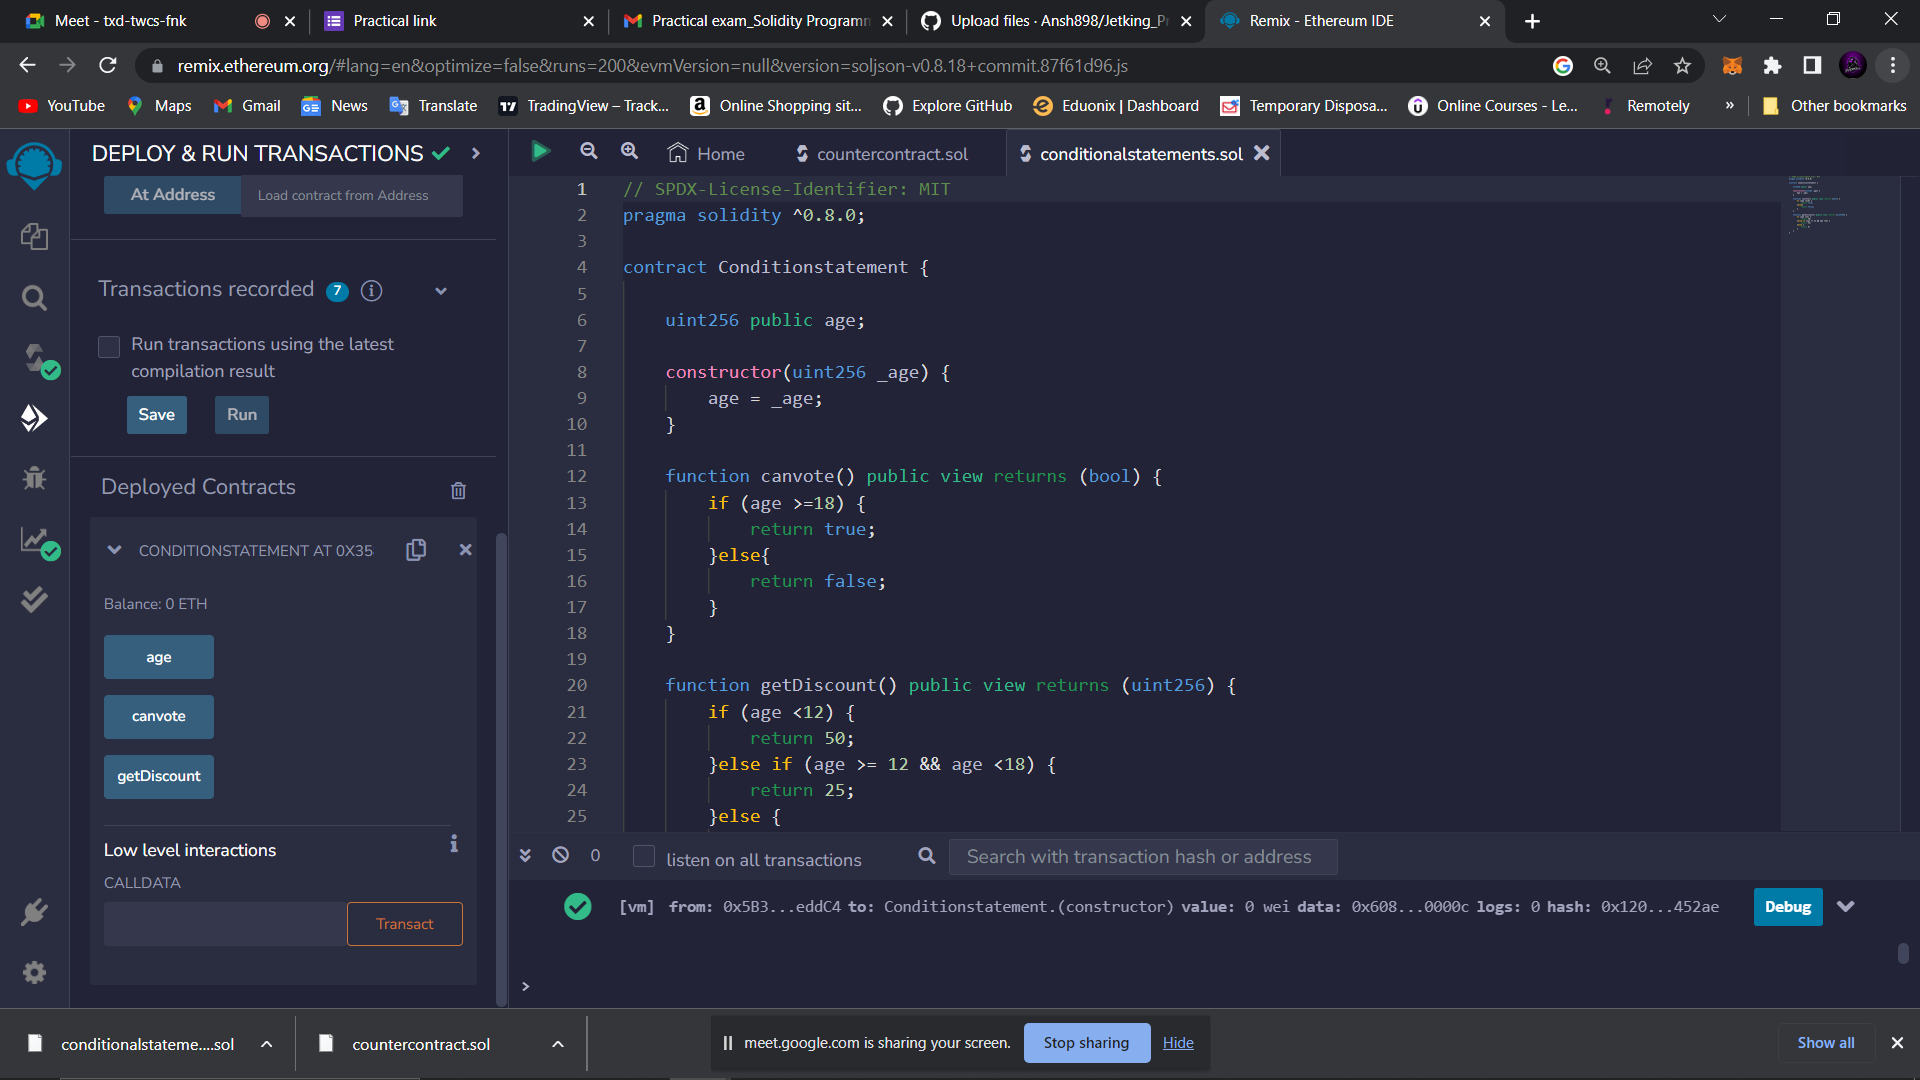 Meet - txd-twcs-fnk
Practical link
Practical exam_Solidity Programm
Upload files · Ansh898/Jetking_Pr
Remix - Ethereum IDE
remix.ethereum.org/#lang=en&optimize=false&runs=200&evmVersion=null&version=soljson-v0.8.18+commit.87f61d96.js
YouTube
Maps
Gmail
News
Translate
TradingView – Track...
Online Shopping sit...
Explore GitHub
Eduonix | Dashboard
Temporary Disposa...
Online Courses - Le...
Remotely
»
Other bookmarks
DEPLOY & RUN TRANSACTIONS
At Address
Load contract from Address
Transactions recorded 7
Run transactions using the latest
compilation result
Save
Run
Deployed Contracts
CONDITIONSTATEMENT AT 0X35
Balance: 0 ETH
age
canvote
getDiscount
Low level interactions
CALLDATA
Transact
Home
countercontract.sol
conditionalstatements.sol
1 // SPDX-License-Identifier: MIT
2 pragma solidity ^0.8.0;
3
4 contract Conditionstatement {
5
6 uint256 public age;
7
8 constructor(uint256 _age) {
9 age = _age;
10 }
11
12 function canvote() public view returns (bool) {
13 if (age >=18) {
14 return true;
15 }else{
16 return false;
17 }
18 }
19
20 function getDiscount() public view returns (uint256) {
21 if (age <12) {
22 return 50;
23 }else if (age >= 12 && age <18) {
24 return 25;
25 }else {
0
listen on all transactions
Search with transaction hash or address
[vm] from: 0x5B3...eddC4 to: Conditionstatement.(constructor) value: 0 wei data: 0x608...0000c logs: 0 hash: 0x120...452ae
Debug
>
conditionalstateme....sol
countercontract.sol
meet.google.com is sharing your screen.
Stop sharing
Hide
Show all